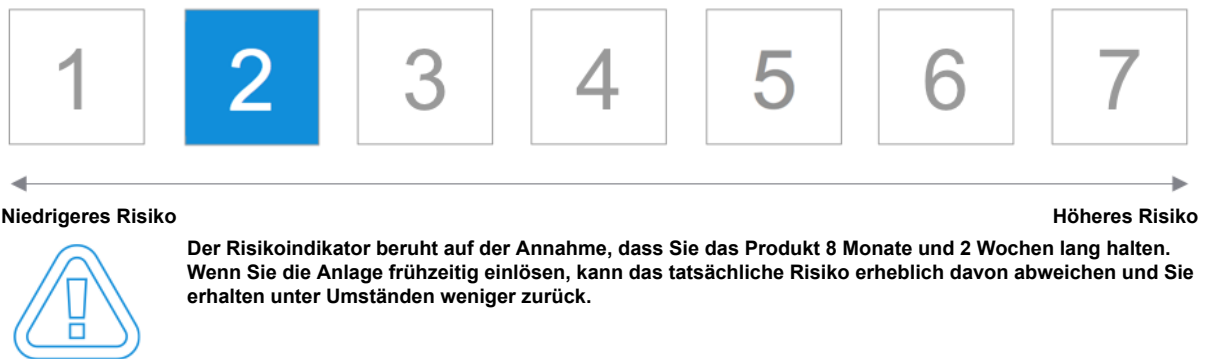 1 2 3 4 5 6 7
Niedrigeres Risiko Höheres Risiko
Der Risikoindikator beruht auf der Annahme, dass Sie das Produkt 8 Monate und 2 Wochen lang halten.
Wenn Sie die Anlage frühzeitig einlösen, kann das tatsächliche Risiko erheblich davon abweichen und Sie
erhalten unter Umständen weniger zurück.